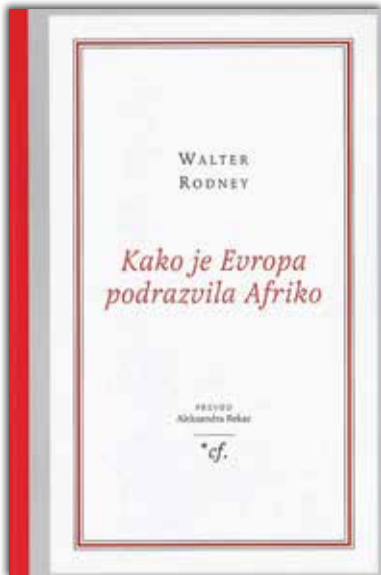 WALTER
RODNEY
Kako je Evropa
podrazvila Afriko
PREVOD
Aleksandra Rekar
*cf.